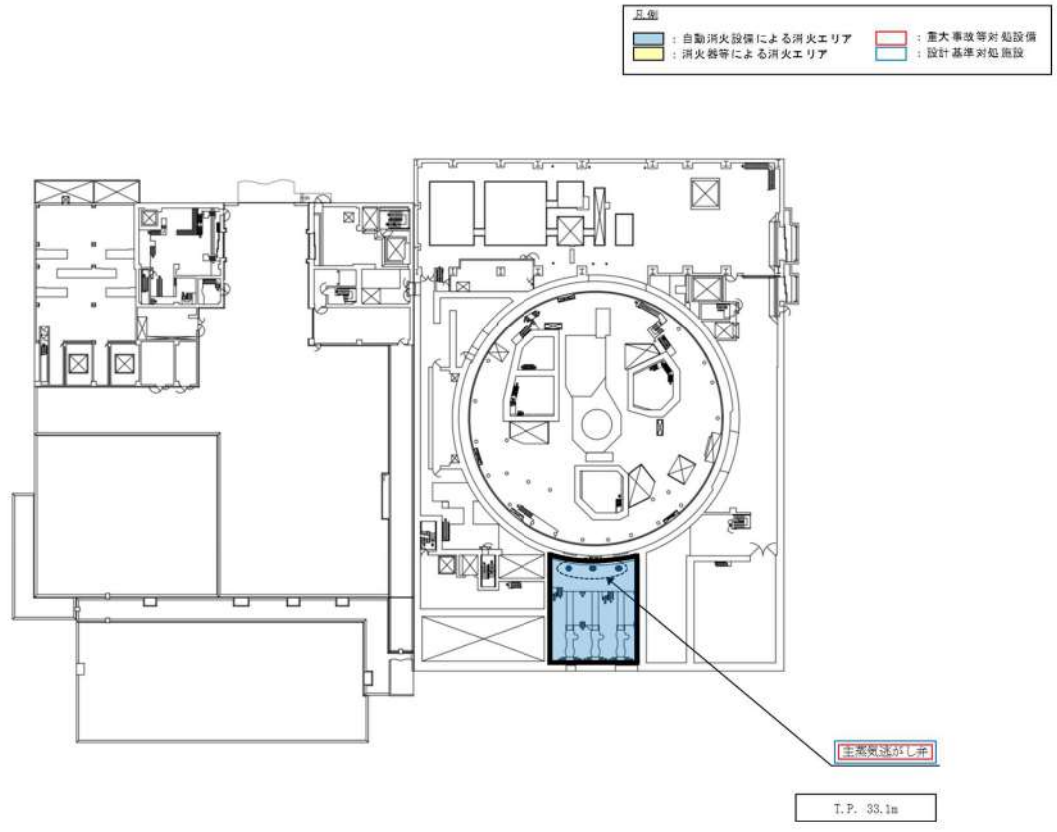 凡例
：自動消火設備による消火エリア
：重大事故等対処設備
：消火器等による消火エリア
：設計基準対処施設
主蒸気逃がし弁
T.P. 33.1m